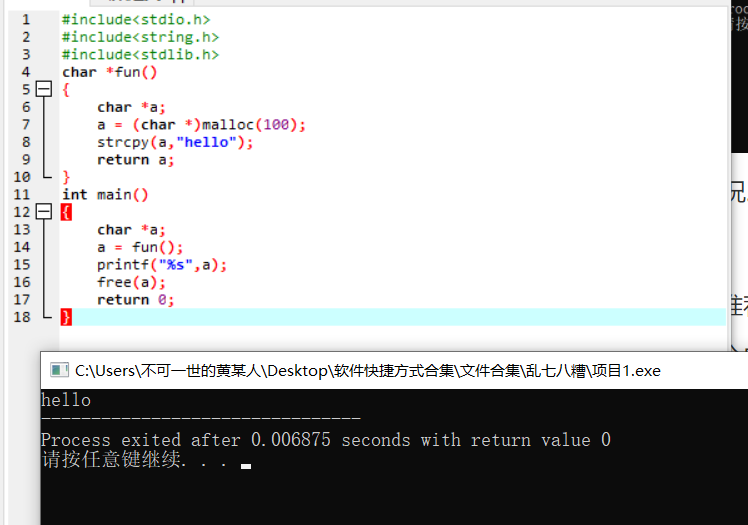 1 #include<stdio.h>
2 #include<string.h>
3 #include<stdlib.h>
4 char *fun()
5 {
6 char *a;
7 a = (char *)malloc(100);
8 strcpy(a,"hello");
9 return a;
10 }
11 int main()
12 {
13 char *a;
14 a = fun();
15 printf("%s",a);
16 free(a);
17 return 0;
18 }
C:\Users\不可一世的黄某人\Desktop\软件快捷方式合集\文件合集\乱七八糟\项目1.exe
hello
--------------------------------
Process exited after 0.006875 seconds with return value 0
请按任意键继续. . .